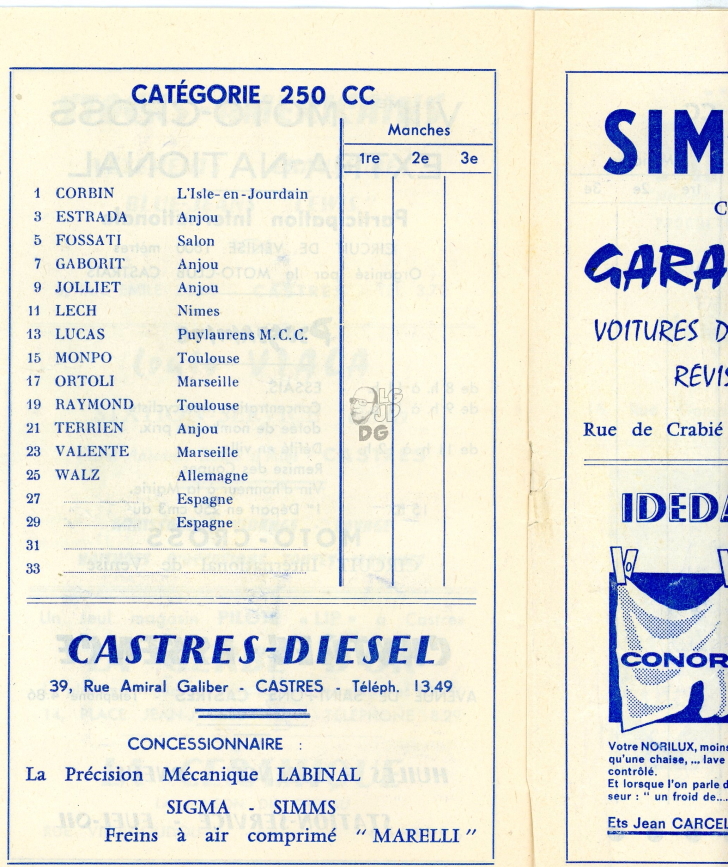 CATÉGORIE 250 CC
Manches
1re 2e 3e
1 CORBIN L'Isle-en-Jourdain
3 ESTRADA Anjou
5 FOSSATI Salon
7 GABORIT Anjou
9 JOLLIET Anjou
11 LECH Nimes
13 LUCAS Puylaurens M.C.C.
15 MONPO Toulouse
17 ORTOLI Marseille
19 RAYMOND Toulouse
21 TERRIEN Anjou
23 VALENTE Marseille
25 WALZ Allemagne
27 Espagne
29 Espagne
31
33
CASTRES-DIESEL
39, Rue Amiral Galiber - CASTRES - Téléph. 13.49
CONCESSIONNAIRE :
La Précision Mécanique LABINAL
SIGMA - SIMMS
Freins à air comprimé " MARELLI "
LG
JP
DG
SIM
C
GARA
VOITURES D
RÉVIS
Rue de Crabié
IDEDA
CONOR
Votre NORILUX, moins
qu'une chaise, ... lave
contrôlé.
Et lorsque l'on parle d
seur : " un froid de....
Ets Jean CARCEL